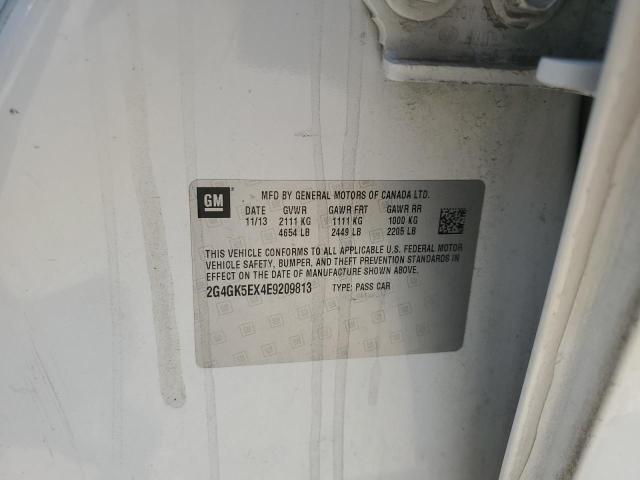 GM
MFD BY GENERAL MOTORS OF CANADA LTD.
DATE GVWR GAWR FRT GAWR RR
11/13 2111 KG 1111 KG 1000 KG
4654 LB 2449 LB 2205 LB
THIS VEHICLE CONFORMS TO ALL APPLICABLE U.S. FEDERAL MOTOR
VEHICLE SAFETY, BUMPER, AND THEFT PREVENTION STANDARDS IN
EFFECT ON THE DATE OF MANUFACTURE SHOWN ABOVE.
2G4GK5EX4E9209813 TYPE: PASS CAR